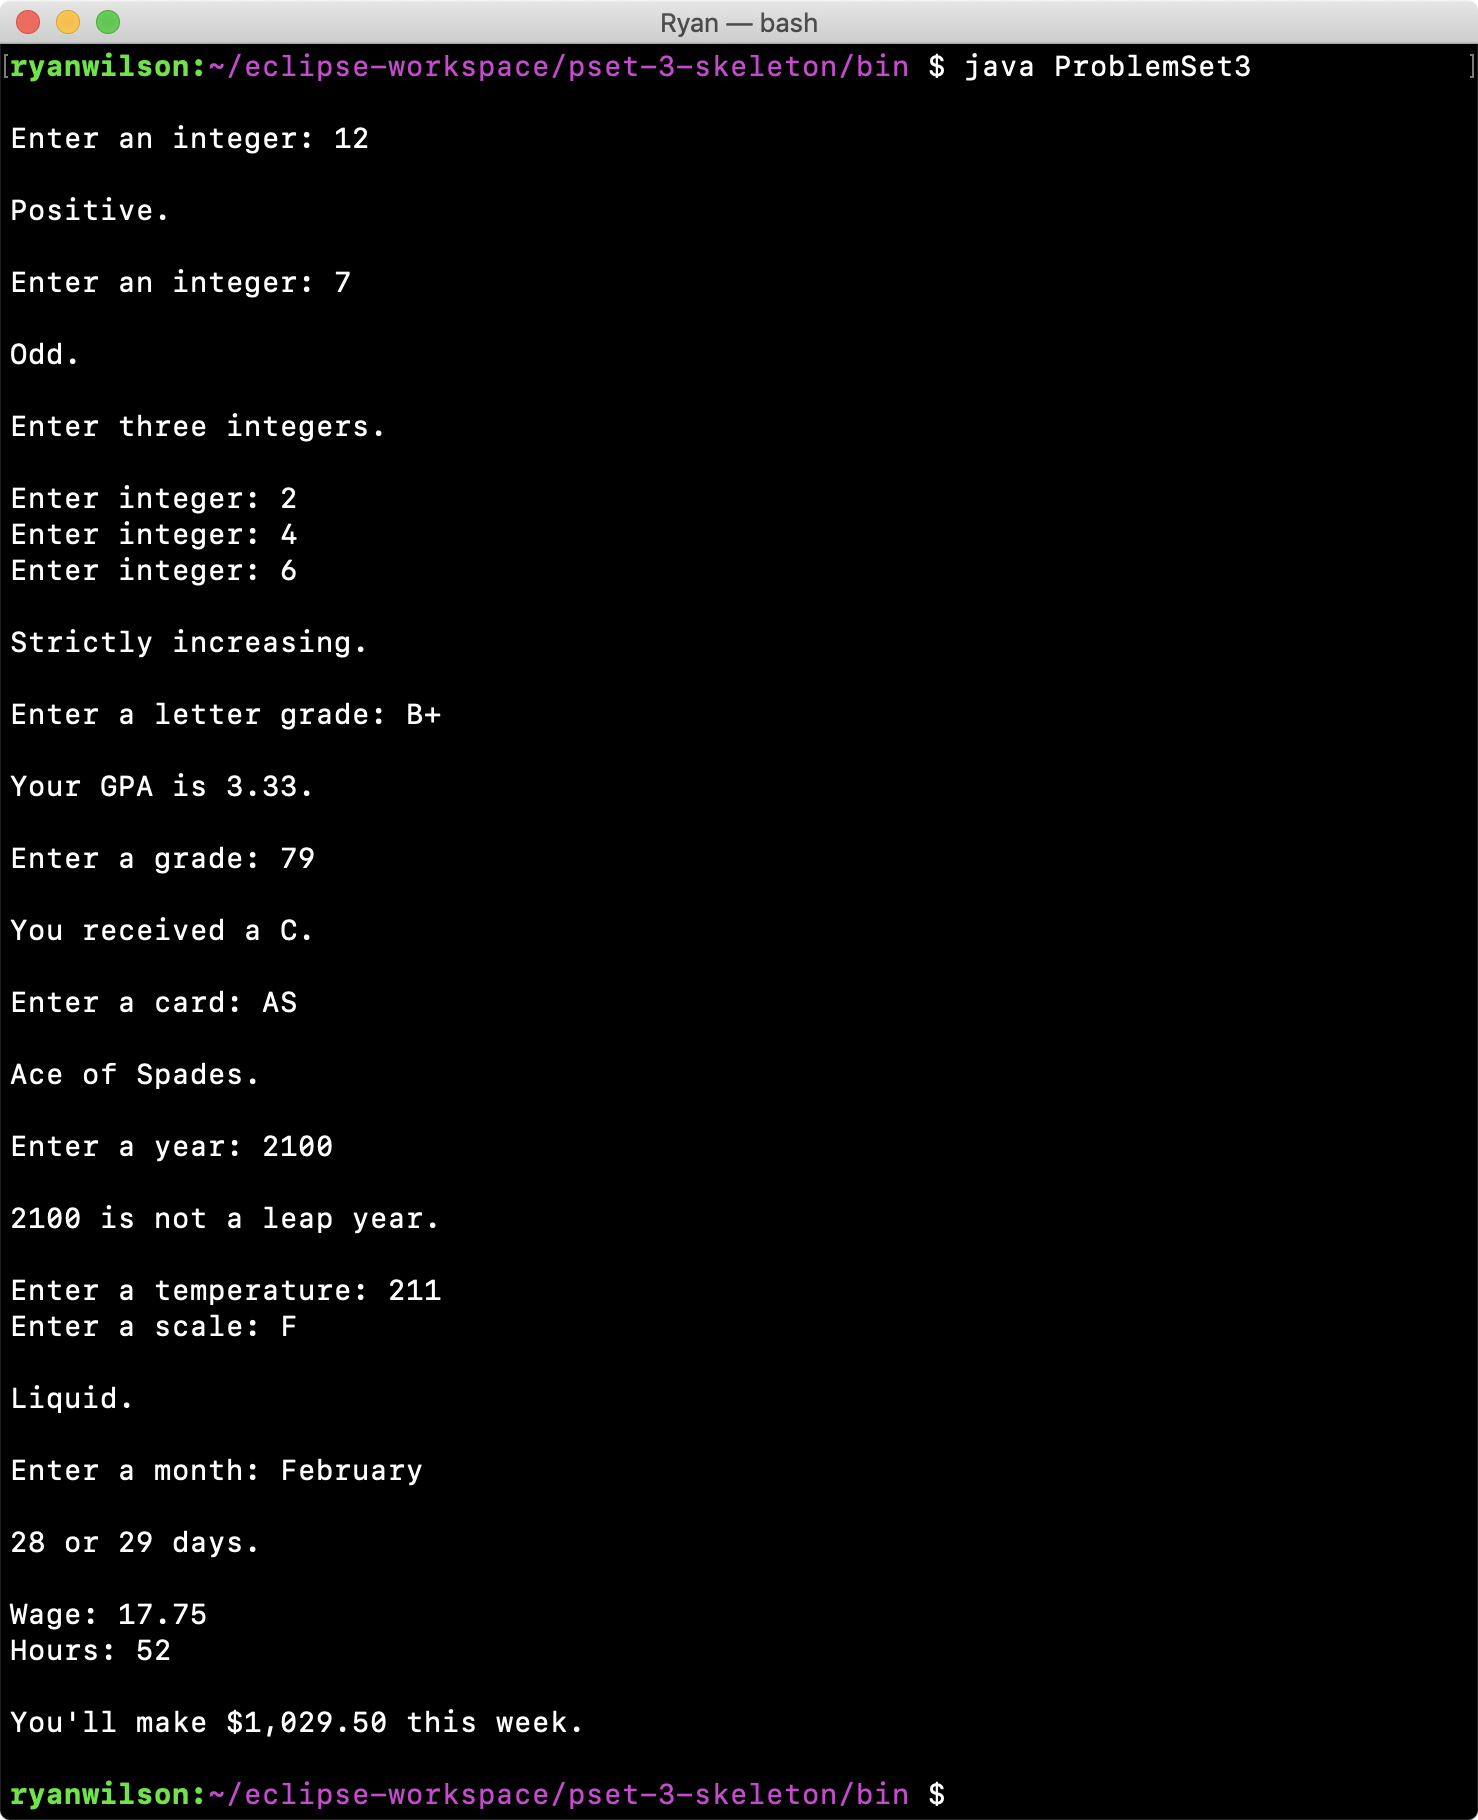 Ryan — bash
[ryanwilson:~/eclipse-workspace/pset-3-skeleton/bin $ java ProblemSet3 ]
Enter an integer: 12
Positive.
Enter an integer: 7
Odd.
Enter three integers.
Enter integer: 2
Enter integer: 4
Enter integer: 6
Strictly increasing.
Enter a letter grade: B+
Your GPA is 3.33.
Enter a grade: 79
You received a C.
Enter a card: AS
Ace of Spades.
Enter a year: 2100
2100 is not a leap year.
Enter a temperature: 211
Enter a scale: F
Liquid.
Enter a month: February
28 or 29 days.
Wage: 17.75
Hours: 52
You'll make $1,029.50 this week.
ryanwilson:~/eclipse-workspace/pset-3-skeleton/bin $